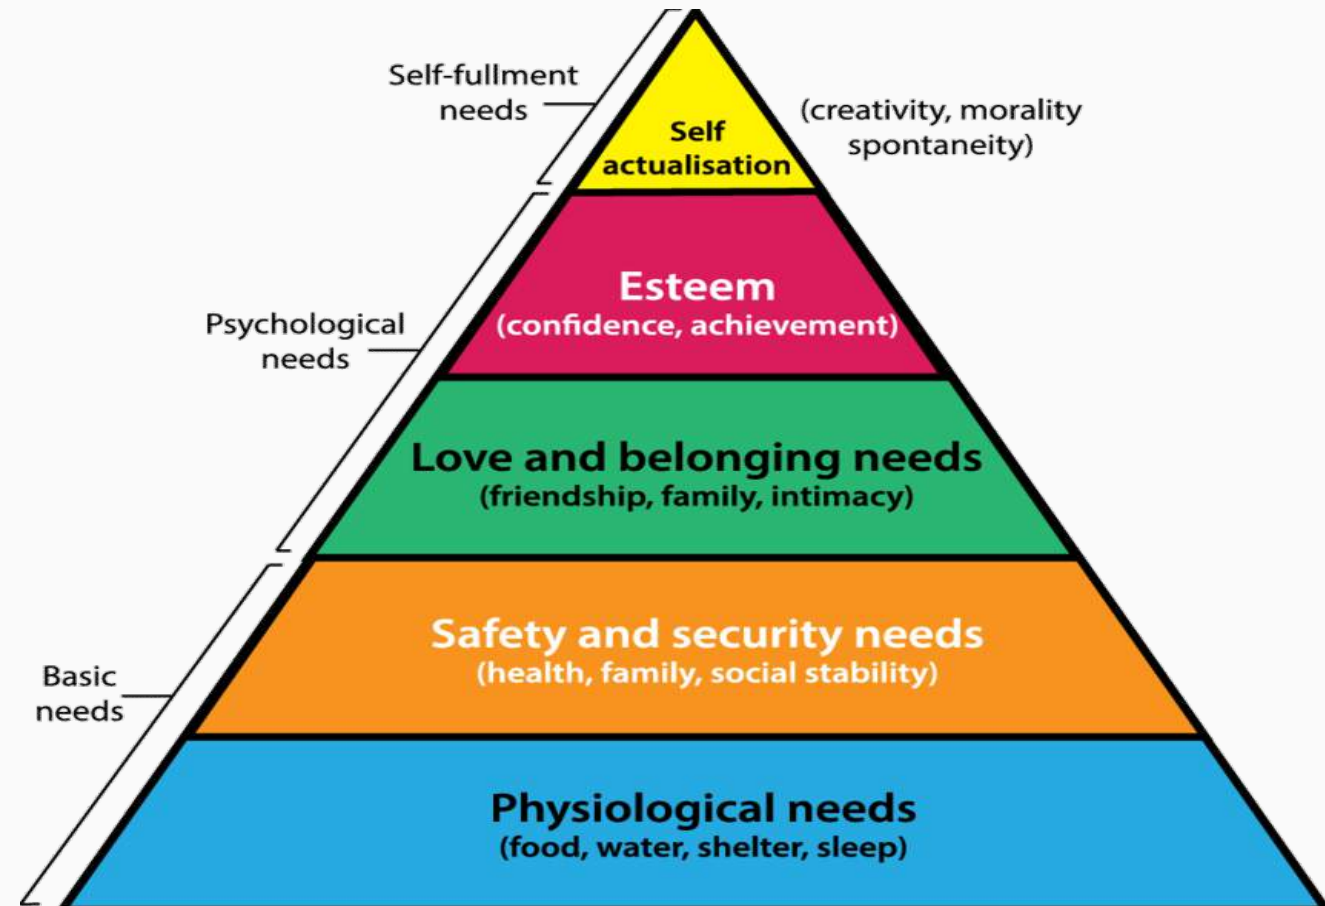 Self-fullment
needs
(creativity, morality
spontaneity)
Self
actualisation
Esteem
(confidence, achievement)
Psychological
needs
Love and belonging needs
(friendship, family, intimacy)
Safety and security needs
(health, family, social stability)
Basic
needs
Physiological needs
(food, water, shelter, sleep)